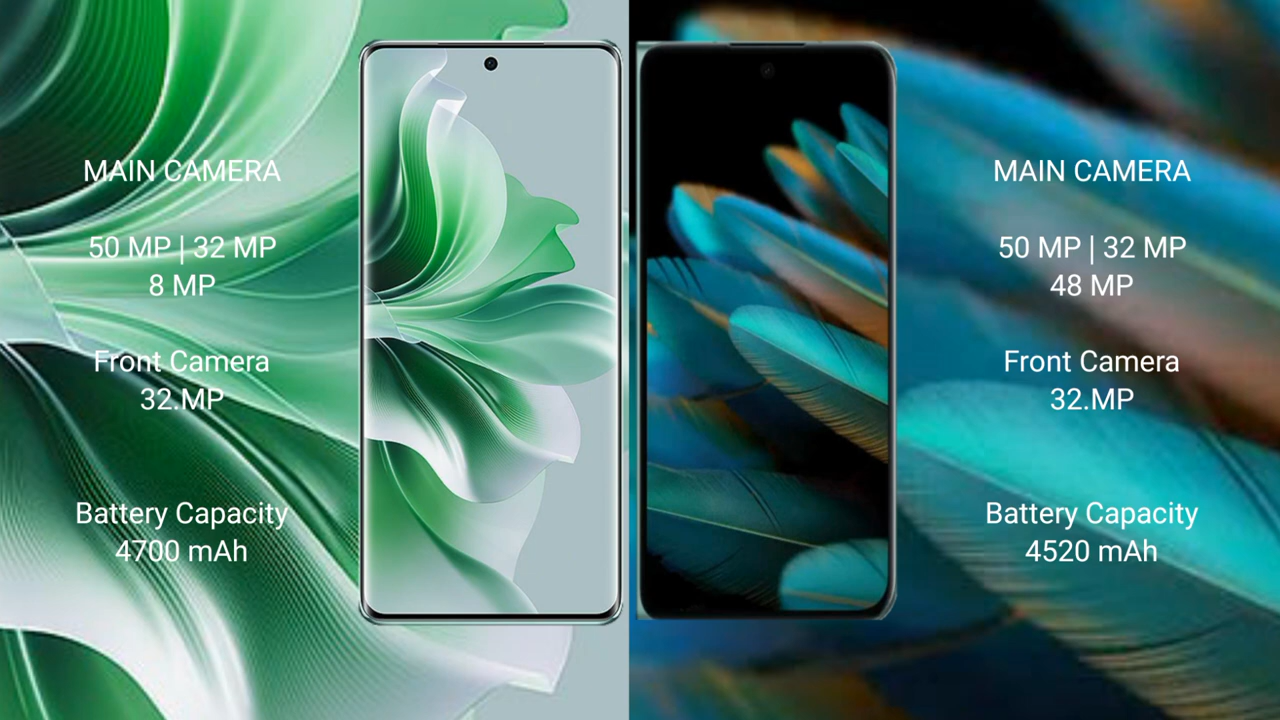 MAIN CAMERA
50 MP | 32 MP
8 MP
Front Camera
32.MP
Battery Capacity
4700 mAh
MAIN CAMERA
50 MP | 32 MP
48 MP
Front Camera
32.MP
Battery Capacity
4520 mAh